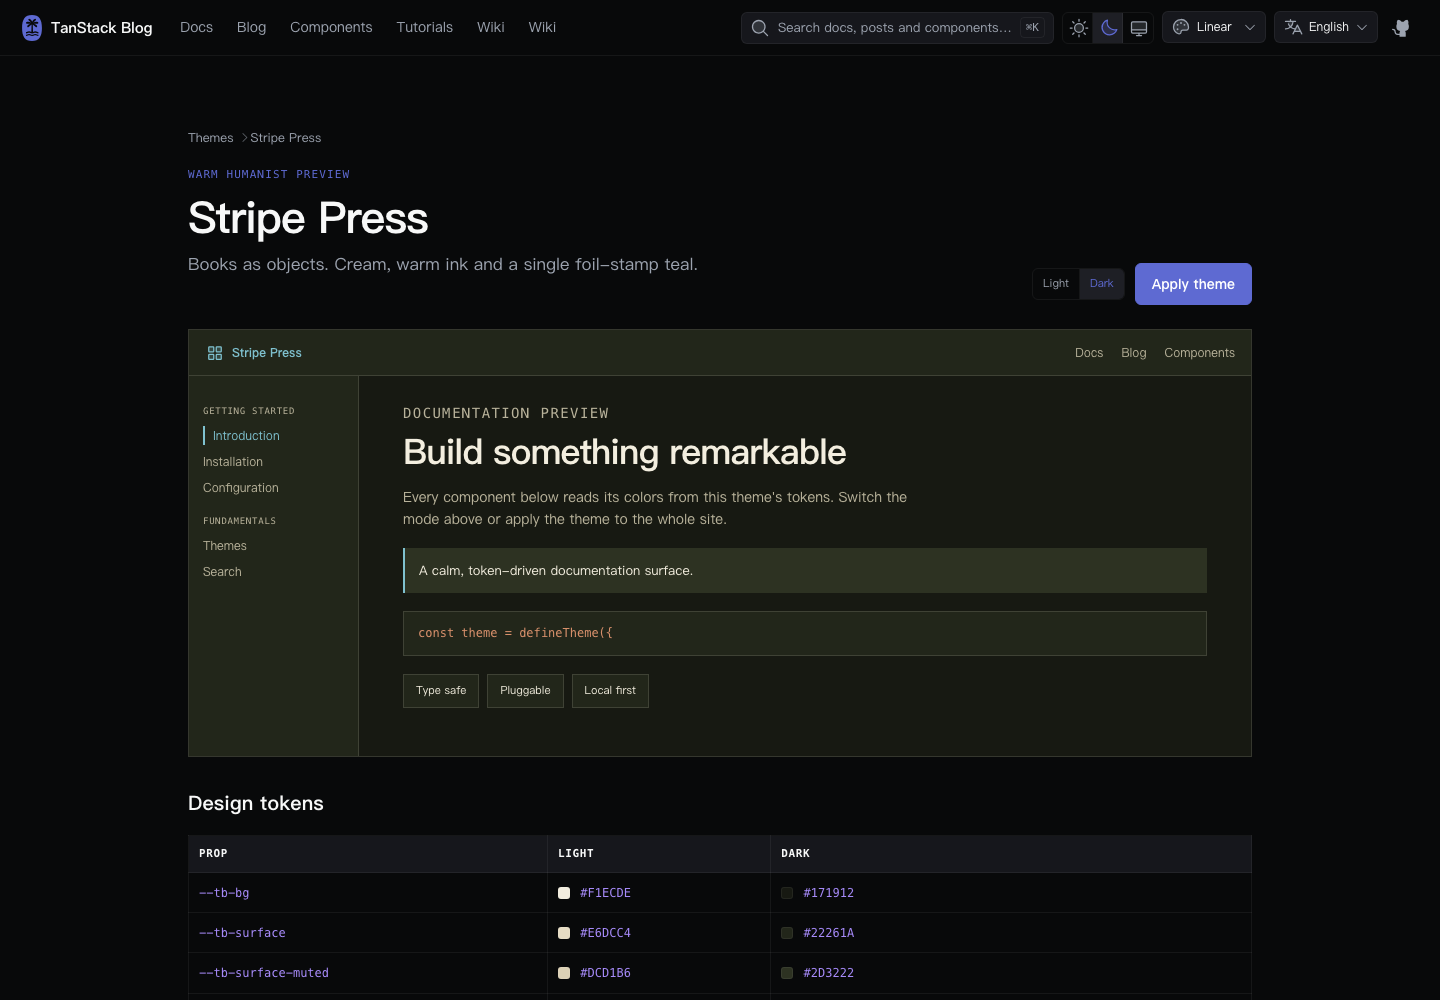 TanStack Blog
Docs
Blog
Components
Tutorials
Wiki
Wiki
Search docs, posts and components...
⌘K
Linear
English
Themes
Stripe Press
WARM HUMANIST PREVIEW
Stripe Press
Books as objects. Cream, warm ink and a single foil-stamp teal.
Light
Dark
Apply theme
Stripe Press
Docs
Blog
Components
GETTING STARTED
Introduction
Installation
Configuration
FUNDAMENTALS
Themes
Search
DOCUMENTATION PREVIEW
Build something remarkable
Every component below reads its colors from this theme's tokens. Switch the
mode above or apply the theme to the whole site.
A calm, token-driven documentation surface.
const theme = defineTheme({
Type safe
Pluggable
Local first
Design tokens
PROP
LIGHT
DARK
--tb-bg
#F1ECDE
#171912
--tb-surface
#E6DCC4
#22261A
--tb-surface-muted
#DCD1B6
#2D3222